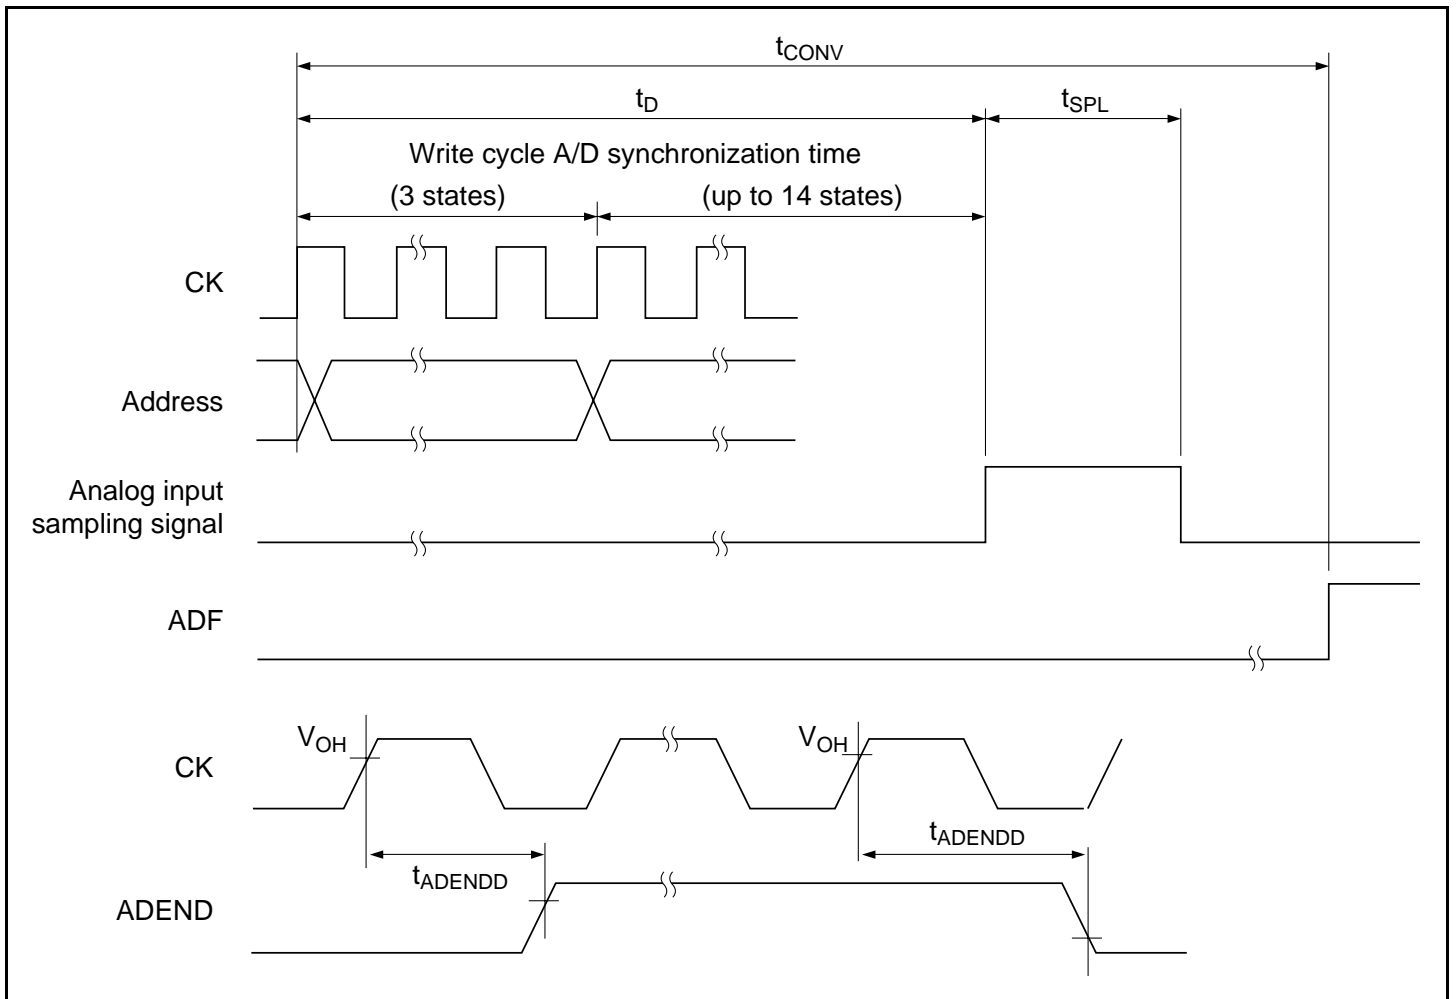 tCONV
tD
tSPL
Write cycle A/D synchronization time
(3 states)
(up to 14 states)
CK
Address
Analog input
sampling signal
ADF
VOH
VOH
CK
tADENDD
tADENDD
ADEND